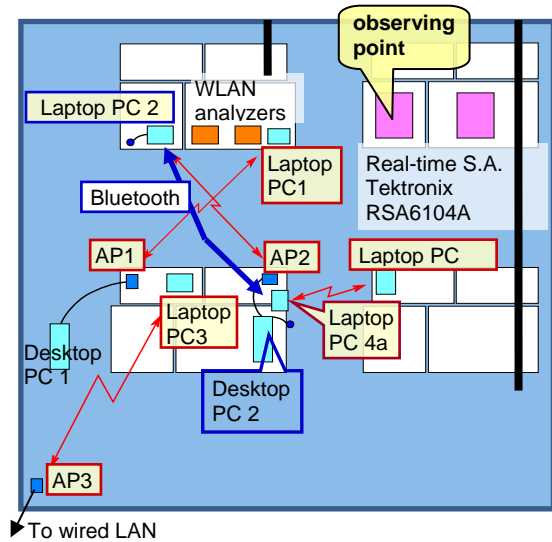 observing
point
Laptop PC 2
WLAN
analyzers
Laptop
PC1
Real-time S.A.
Tektronix
RSA6104A
Bluetooth
AP1
AP2
Laptop PC
Laptop
PC3
Laptop
PC 4a
Desktop
PC 1
Desktop
PC 2
AP3
To wired LAN